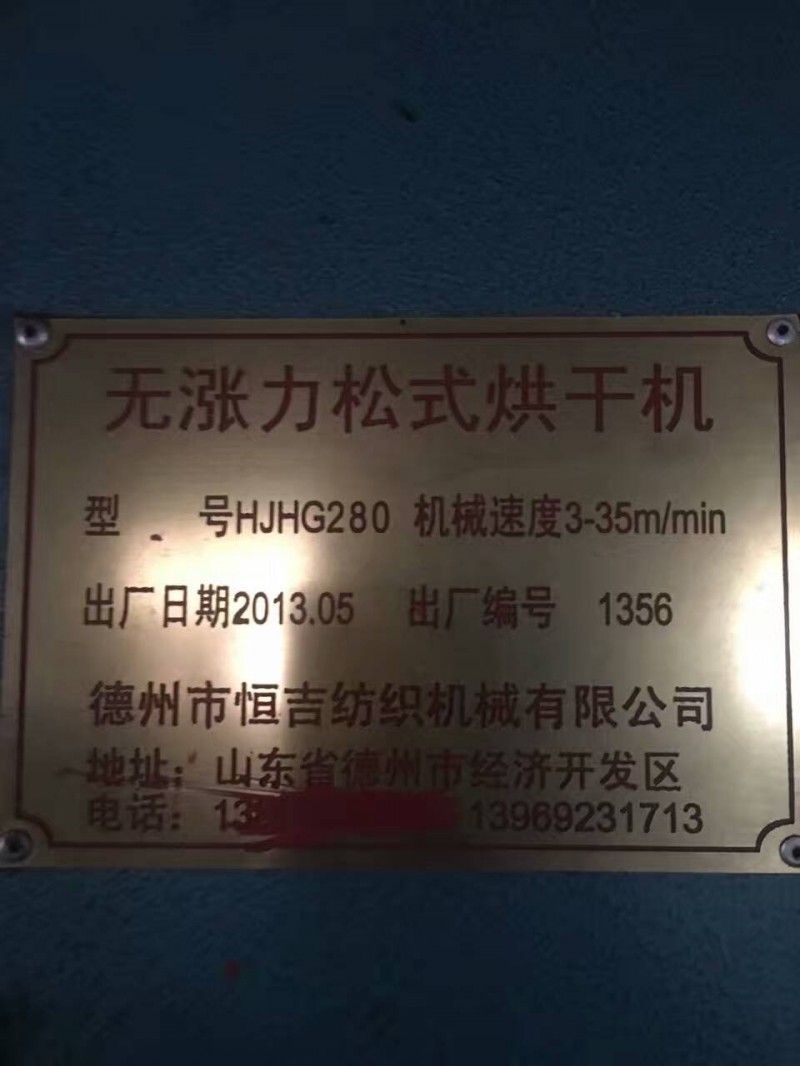 无涨力松式烘干机
型 号HJHG280 机械速度3-35m/min
出厂日期2013.05 出厂编号 1356
德州市恒吉纺织机械有限公司
地址：山东省德州市经济开发区
电话：13 13969231713